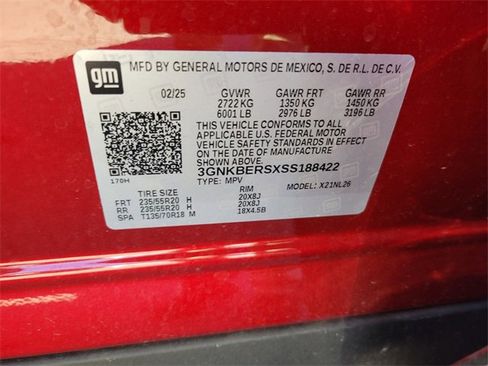 gm
MFD BY GENERAL MOTORS DE MEXICO, S. DE R.L. DE C.V.
02/25 GVWR GAWR FRT GAWR RR
2722 KG 1350 KG 1450 KG
6001 LB 2976 LB 3196 LB
THIS VEHICLE CONFORMS TO ALL
APPLICABLE U.S. FEDERAL MOTOR
VEHICLE SAFETY STANDARDS IN EFFECT
ON THE DATE OF MANUFACTURE
SHOWN ABOVE.
3GNKBERSXSS188422
170H TYPE: MPV MODEL: X21NL26
TIRE SIZE RIM
FRT 235/55R20 H 20X8J
RR 235/55R20 H 20X8J
SPA T135/70R18 M 18X4.5B